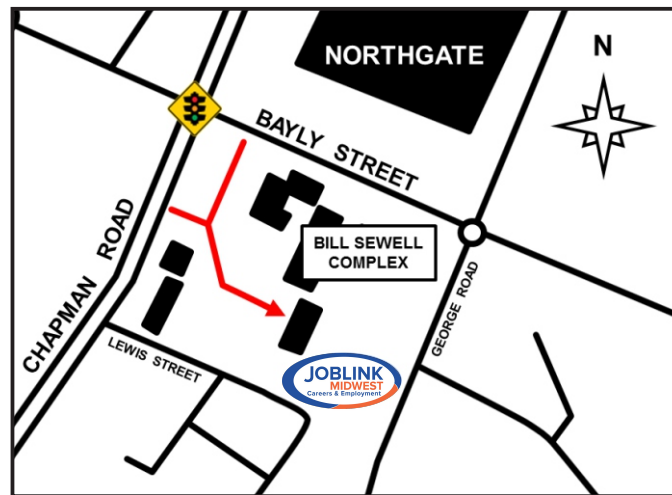 NORTHGATE
N
BAYLY STREET
BILL SEWELL
COMPLEX
CHAPMAN ROAD
GEORGE ROAD
LEWIS STREET
JOBLINK
MIDWEST
Careers & Employment